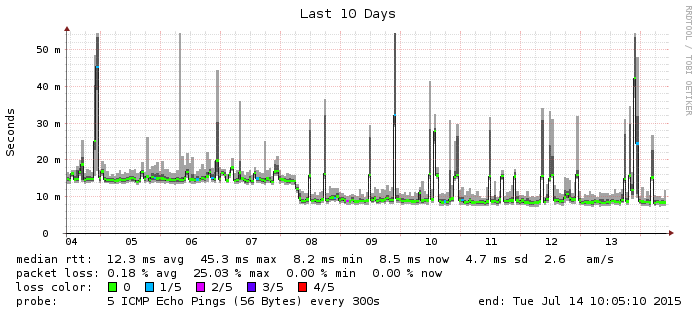 Last 10 Days
RRDTOOL / TOBI OETIKER
Seconds
50 m
40 m
30 m
20 m
10 m
0
04 05 06 07 08 09 10 11 12 13
median rtt: 12.3 ms avg 45.3 ms max 8.2 ms min 8.5 ms now 4.7 ms sd 2.6 am/s
packet loss: 0.18 % avg 25.03 % max 0.00 % min 0.00 % now
loss color: 0 1/5 2/5 3/5 4/5
probe: 5 ICMP Echo Pings (56 Bytes) every 300s end: Tue Jul 14 10:05:10 2015